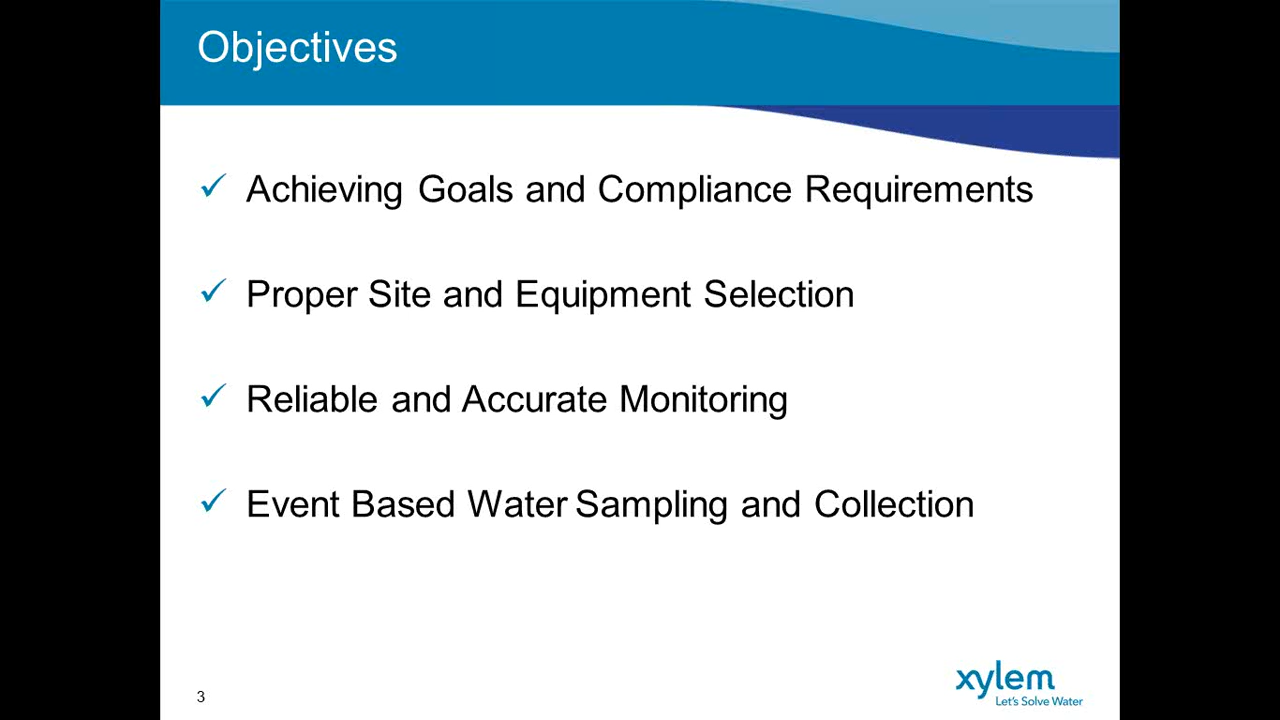 Objectives
Achieving Goals and Compliance Requirements
Proper Site and Equipment Selection
Reliable and Accurate Monitoring
Event Based Water Sampling and Collection
3
xylem
Let's Solve Water